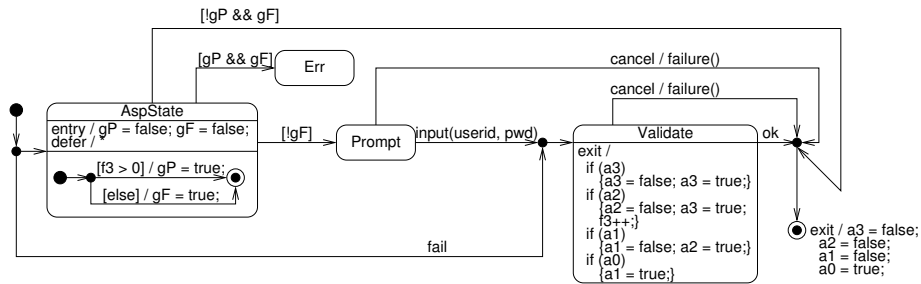 [!gP && gF]
[gP && gF]
Err
cancel / failure()
cancel / failure()
AspState
entry / gP = false; gF = false;
defer / *
[f3 > 0] / gP = true;
[else] / gF = true;
[!gF]
Prompt
input(userid, pwd)
Validate
exit /
if (a3)
{a3 = false; a3 = true;}
if (a2)
{a2 = false; a3 = true;
f3++;}
if (a1)
{a1 = false; a2 = true;}
if (a0)
{a1 = true;}
ok
fail
exit / a3 = false;
a2 = false;
a1 = false;
a0 = true;